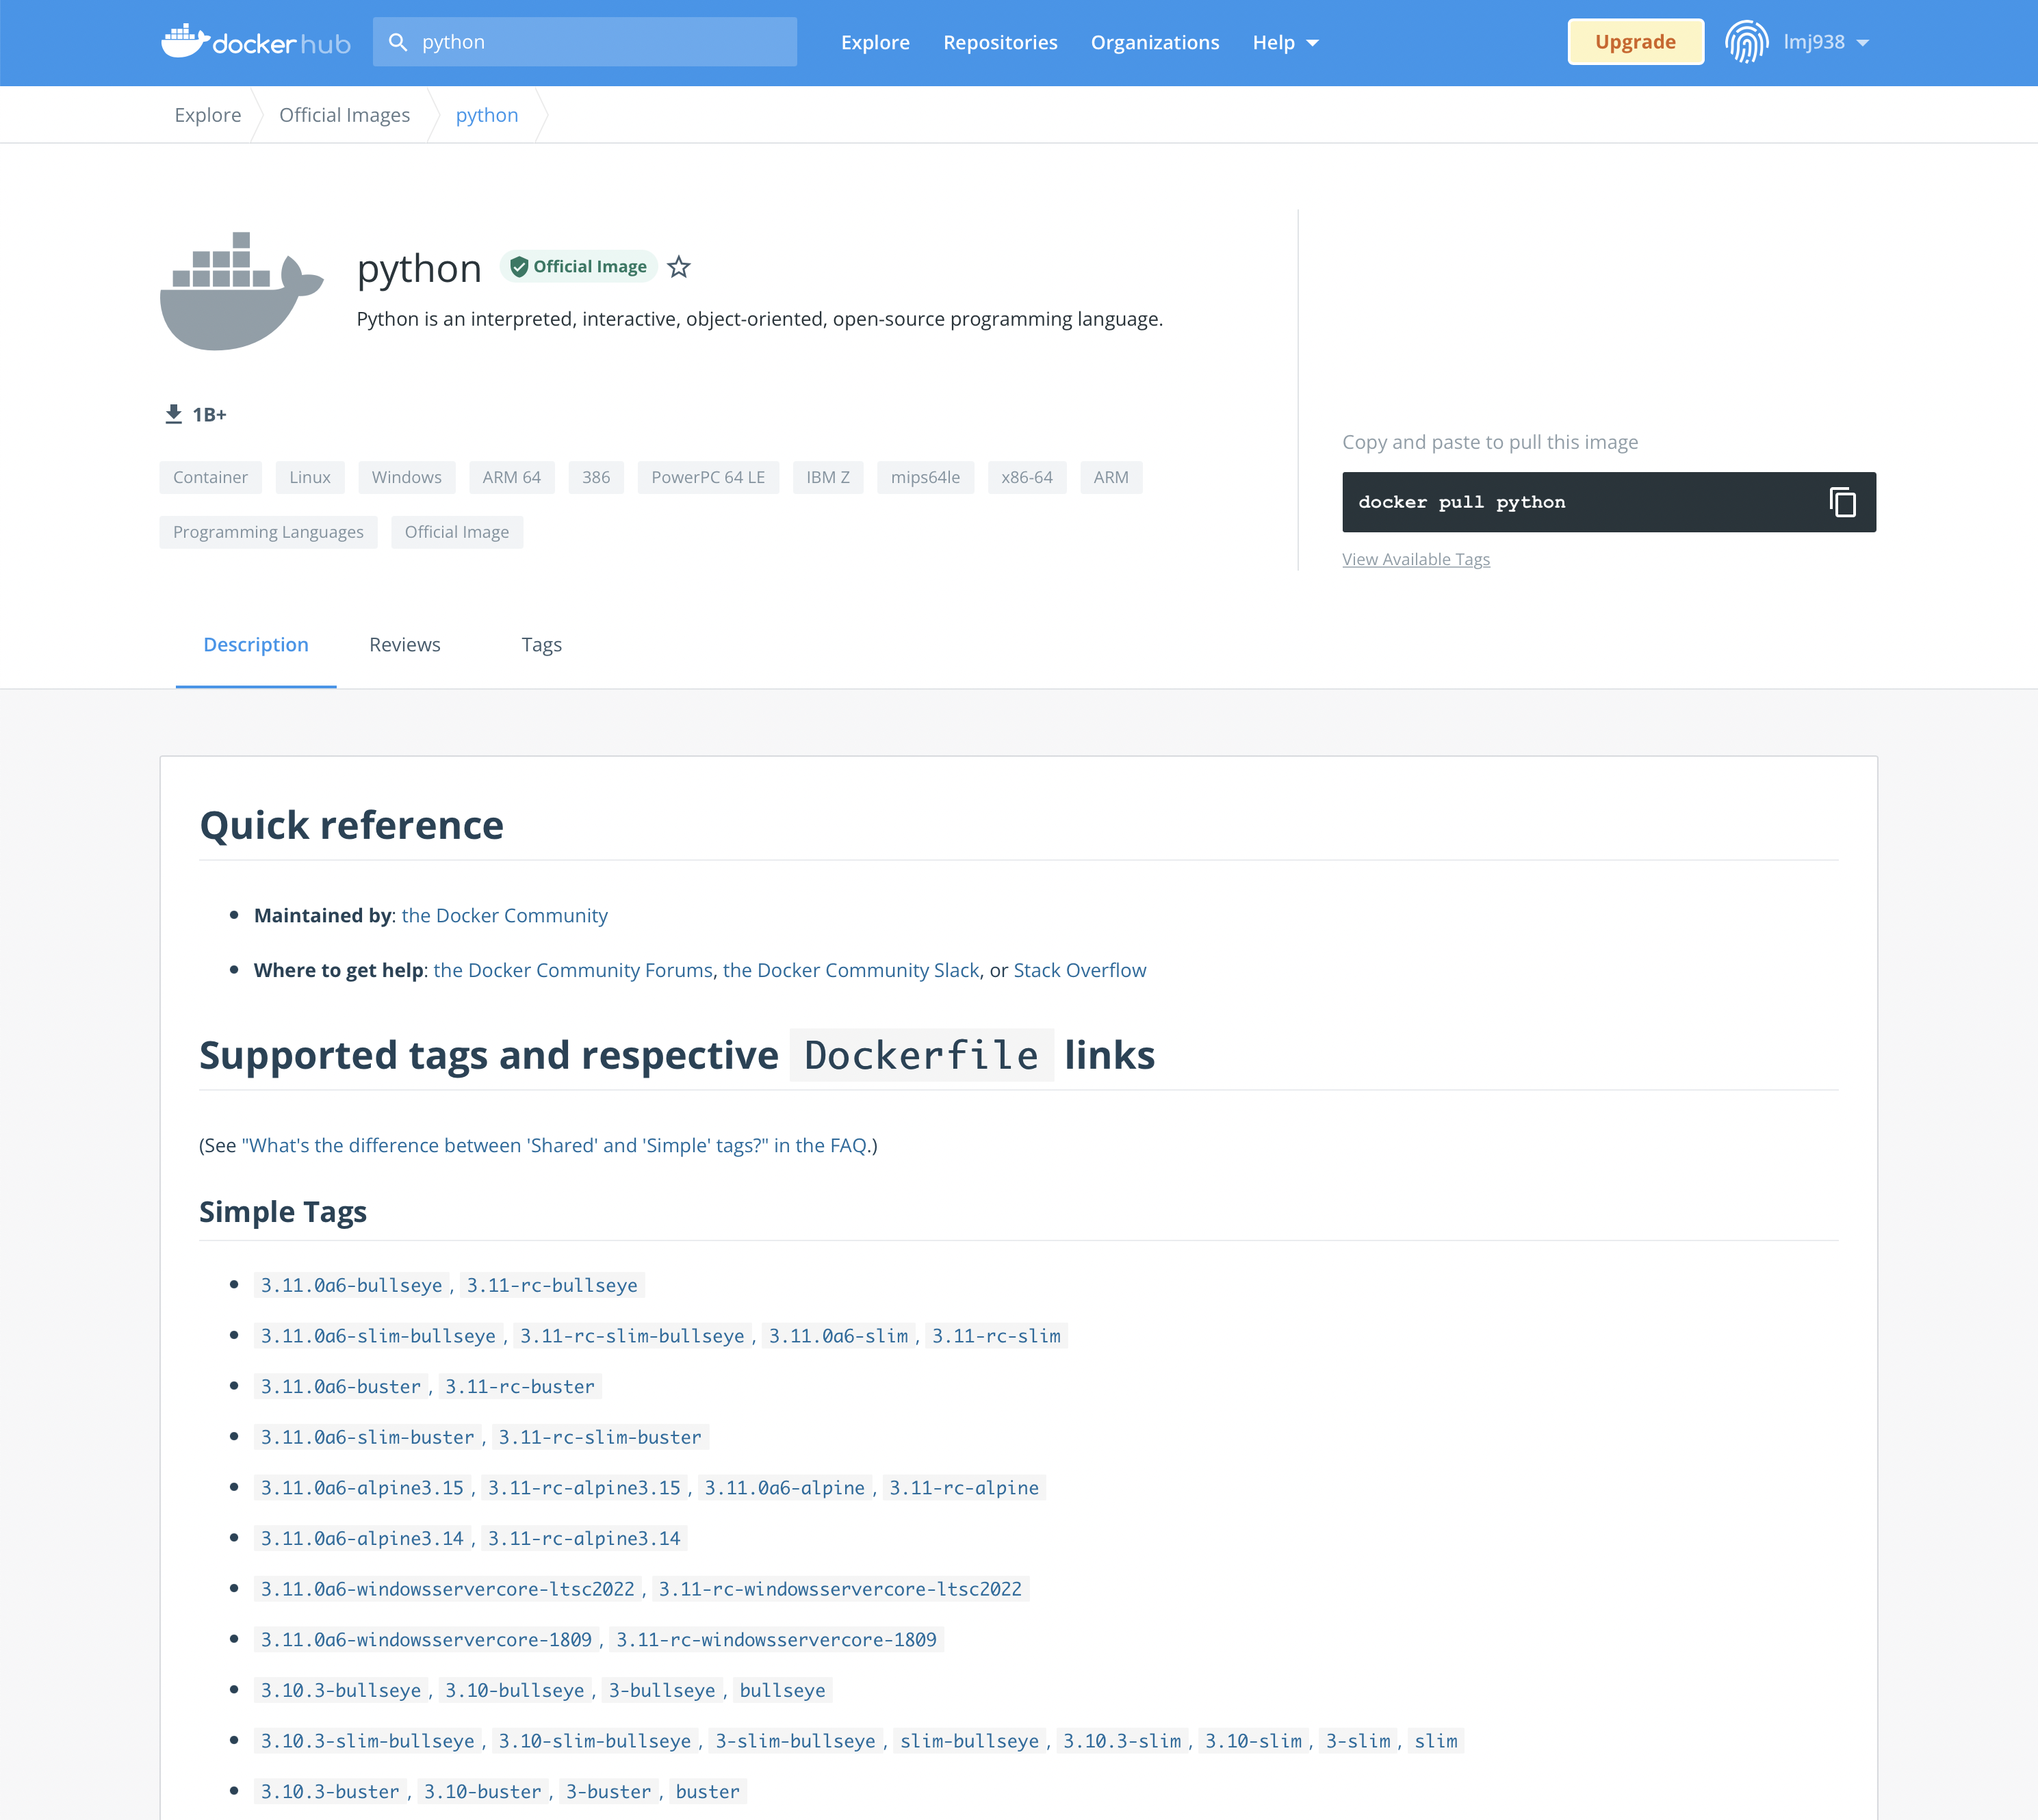 docker hub python Explore Repositories Organizations Help Upgrade lmj938
Explore Official Images python
python Official Image
Python is an interpreted, interactive, object-oriented, open-source programming language.
1B+
Copy and paste to pull this image
Container Linux Windows ARM 64 386 PowerPC 64 LE IBM Z mips64le x86-64 ARM
docker pull python
Programming Languages Official Image
View Available Tags
Description Reviews Tags
Quick reference
Maintained by: the Docker Community
Where to get help: the Docker Community Forums, the Docker Community Slack, or Stack Overflow
Supported tags and respective Dockerfile links
(See "What's the difference between 'Shared' and 'Simple' tags?" in the FAQ.)
Simple Tags
3.11.0a6-bullseye, 3.11-rc-bullseye
3.11.0a6-slim-bullseye, 3.11-rc-slim-bullseye, 3.11.0a6-slim, 3.11-rc-slim
3.11.0a6-buster, 3.11-rc-buster
3.11.0a6-slim-buster, 3.11-rc-slim-buster
3.11.0a6-alpine3.15, 3.11-rc-alpine3.15, 3.11.0a6-alpine, 3.11-rc-alpine
3.11.0a6-alpine3.14, 3.11-rc-alpine3.14
3.11.0a6-windowsservercore-ltsc2022, 3.11-rc-windowsservercore-ltsc2022
3.11.0a6-windowsservercore-1809, 3.11-rc-windowsservercore-1809
3.10.3-bullseye, 3.10-bullseye, 3-bullseye, bullseye
3.10.3-slim-bullseye, 3.10-slim-bullseye, 3-slim-bullseye, slim-bullseye, 3.10.3-slim, 3.10-slim, 3-slim, slim
3.10.3-buster, 3.10-buster, 3-buster, buster